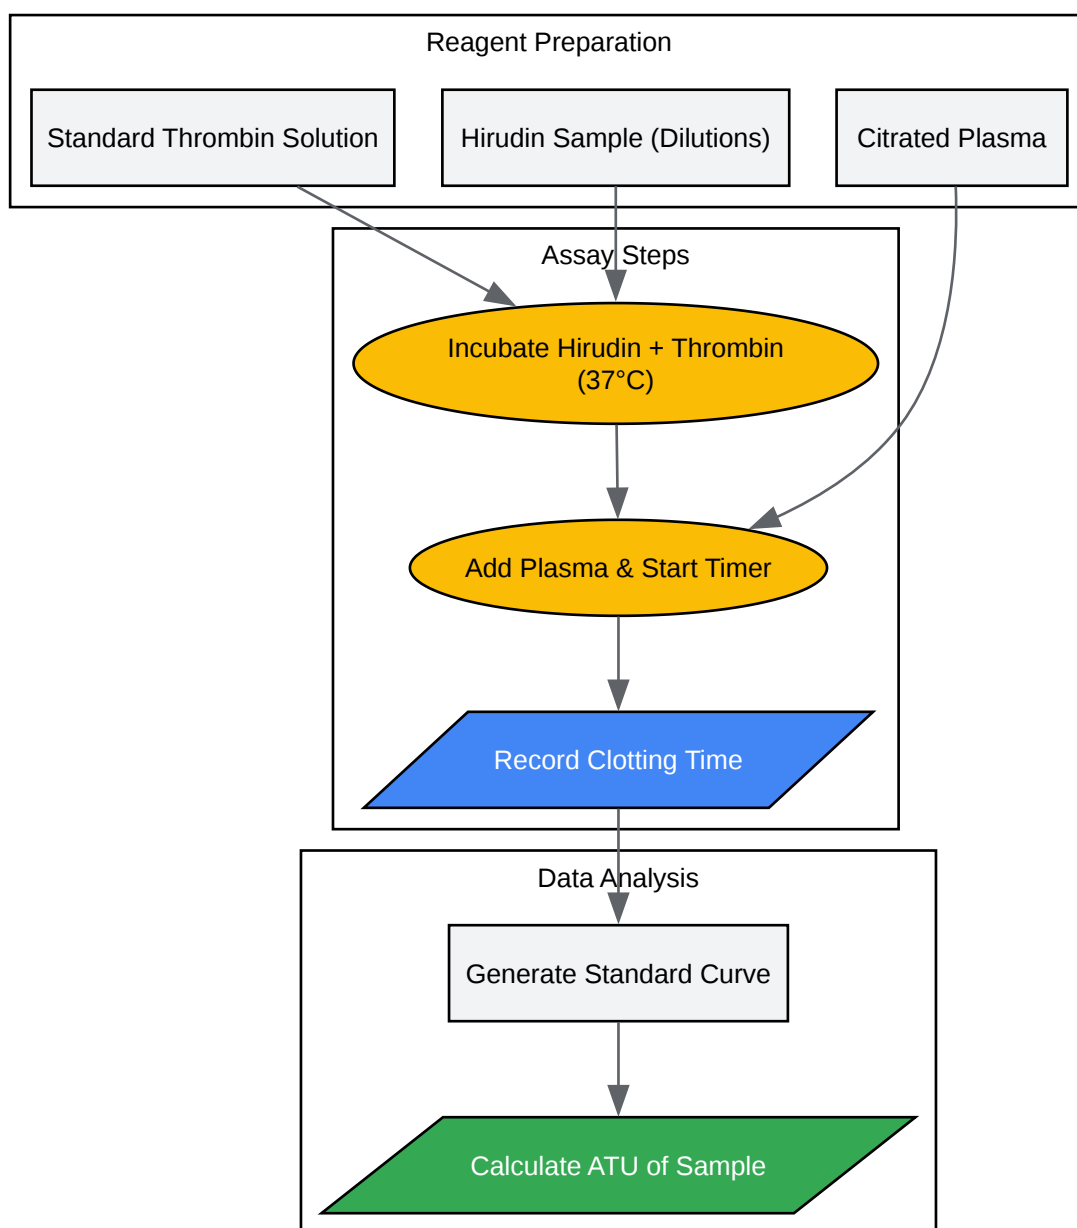 Reagent Preparation
Standard Thrombin Solution
Hirudin Sample (Dilutions)
Citrated Plasma
Assay Steps
Incubate Hirudin + Thrombin
(37°C)
Add Plasma & Start Timer
Record Clotting Time
Data Analysis
Generate Standard Curve
Calculate ATU of Sample